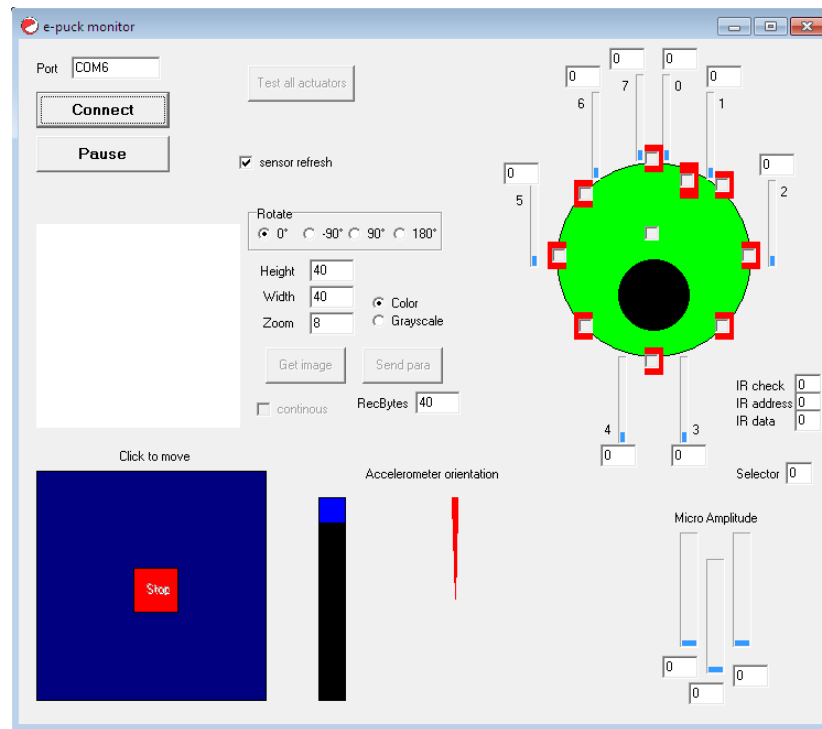 e-puck monitor
Port COM6
Test all actuators
Connect
Pause
sensor refresh
Rotate
0° -90° 90° 180°
Height 40
Width 40
Zoom 8
Color
Grayscale
Get image Send para
continous RecBytes 40
0 0
0 7 0 0
6 1
0 0
5 2
4 3
0 0
IR check 0
IR address 0
IR data 0
Selector 0
Click to move
Stop
Accelerometer orientation
Micro Amplitude
0 0
0